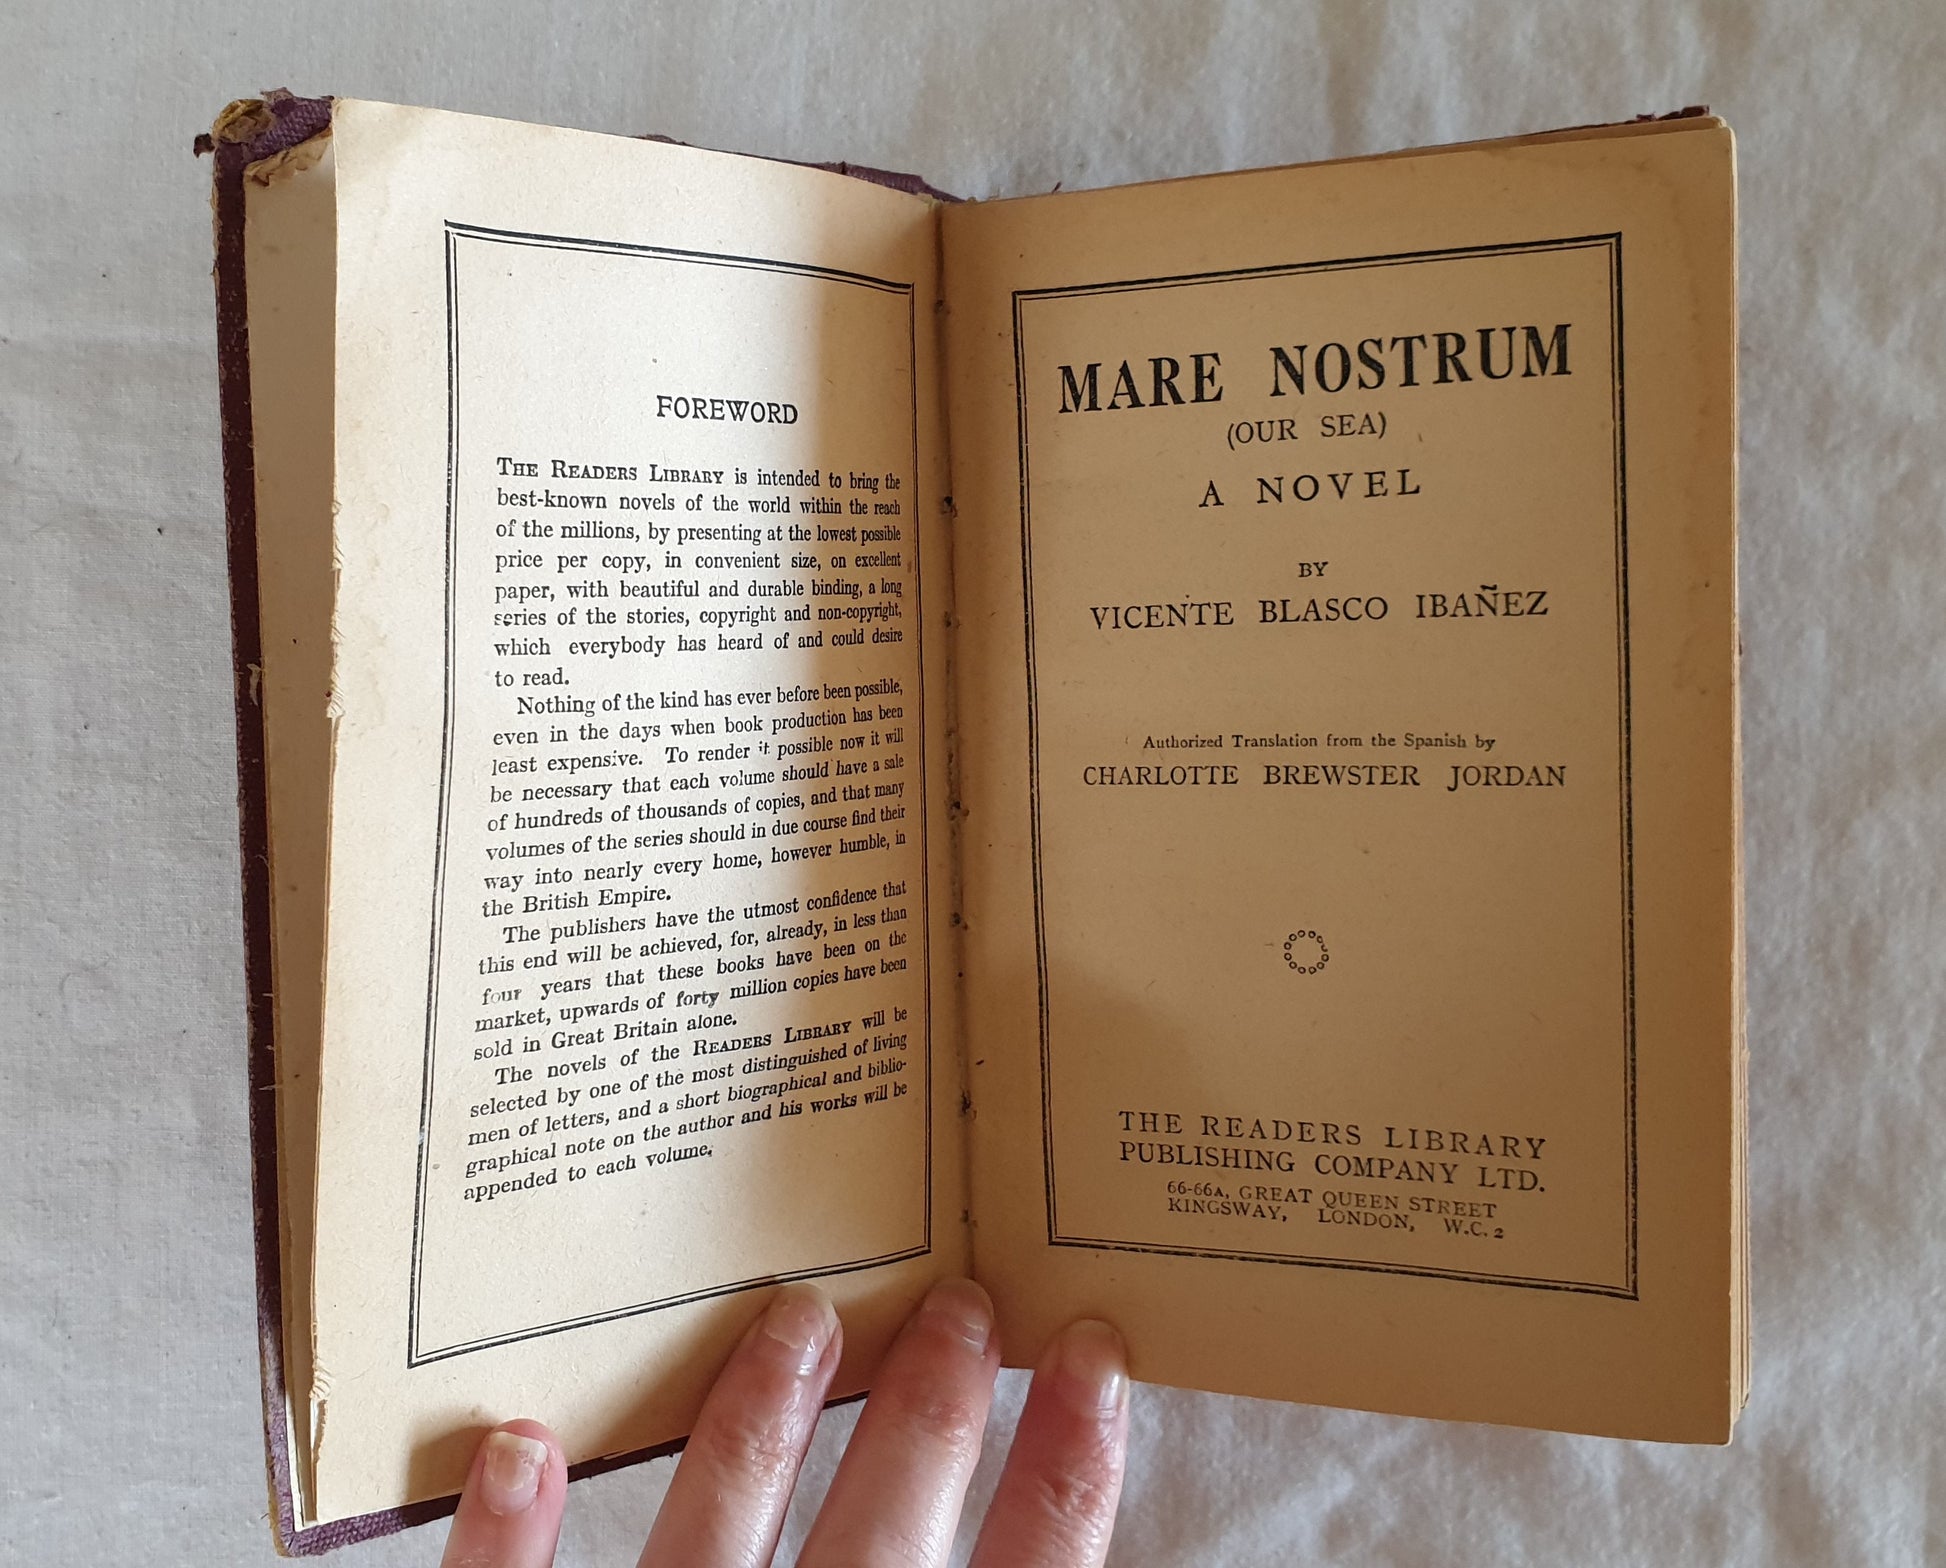 FOREWORD
THE READERS LIBRARY is intended to bring the
best-known novels of the world within the reach
of the millions, by presenting at the lowest possible
price per copy, in convenient size, on excellent
paper, with beautiful and durable binding, a long
series of the stories, copyright and non-copyright,
which everybody has heard of and could desire
to read.
Nothing of the kind has ever before been possible,
even in the days when book production has been
least expensive. To render it possible now it will
be necessary that each volume should have a sale
of hundreds of thousands of copies, and that many
volumes of the series should in due course find their
way into nearly every home, however humble, in
the British Empire.
The publishers have the utmost confidence that
this end will be achieved, for, already, in less than
four years that these books have been on the
market, upwards of forty million copies have been
sold in Great Britain alone.
The novels of the READERS LIBRARY will be
selected by one of the most distinguished of living
men of letters, and a short biographical and biblio-
graphical note on the author and his works will be
appended to each volume.
MARE NOSTRUM
(OUR SEA)
A NOVEL
BY
VICENTE BLASCO IBAÑEZ
Authorized Translation from the Spanish by
CHARLOTTE BREWSTER JORDAN
THE READERS LIBRARY
PUBLISHING COMPANY LTD.
66-66A, GREAT QUEEN STREET
KINGSWAY, LONDON, W.C.2